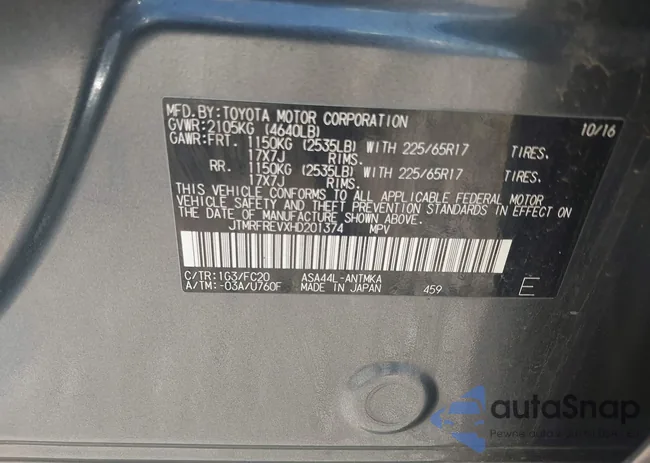 MFD.BY:TOYOTA MOTOR CORPORATION 10/16
GVWR:2105KG (4640LB)
GAWR:FRT. 1150KG (2535LB) WITH 225/65R17 TIRES.
17X7J RIMS.
RR. 1150KG (2535LB) WITH 225/65R17 TIRES.
17X7J RIMS.
THIS VEHICLE CONFORMS TO ALL APPLICABLE FEDERAL MOTOR
VEHICLE SAFETY AND THEFT PREVENTION STANDARDS IN EFFECT ON
THE DATE OF MANUFACTURE SHOWN ABOVE.
JTMRFREVXHD201374 MPV
C/TR:1G3/FC20 ASA44L-ANTMKA
A/TM:-03A/U760F MADE IN JAPAN 459 E
autaSnap
Pewne auto z